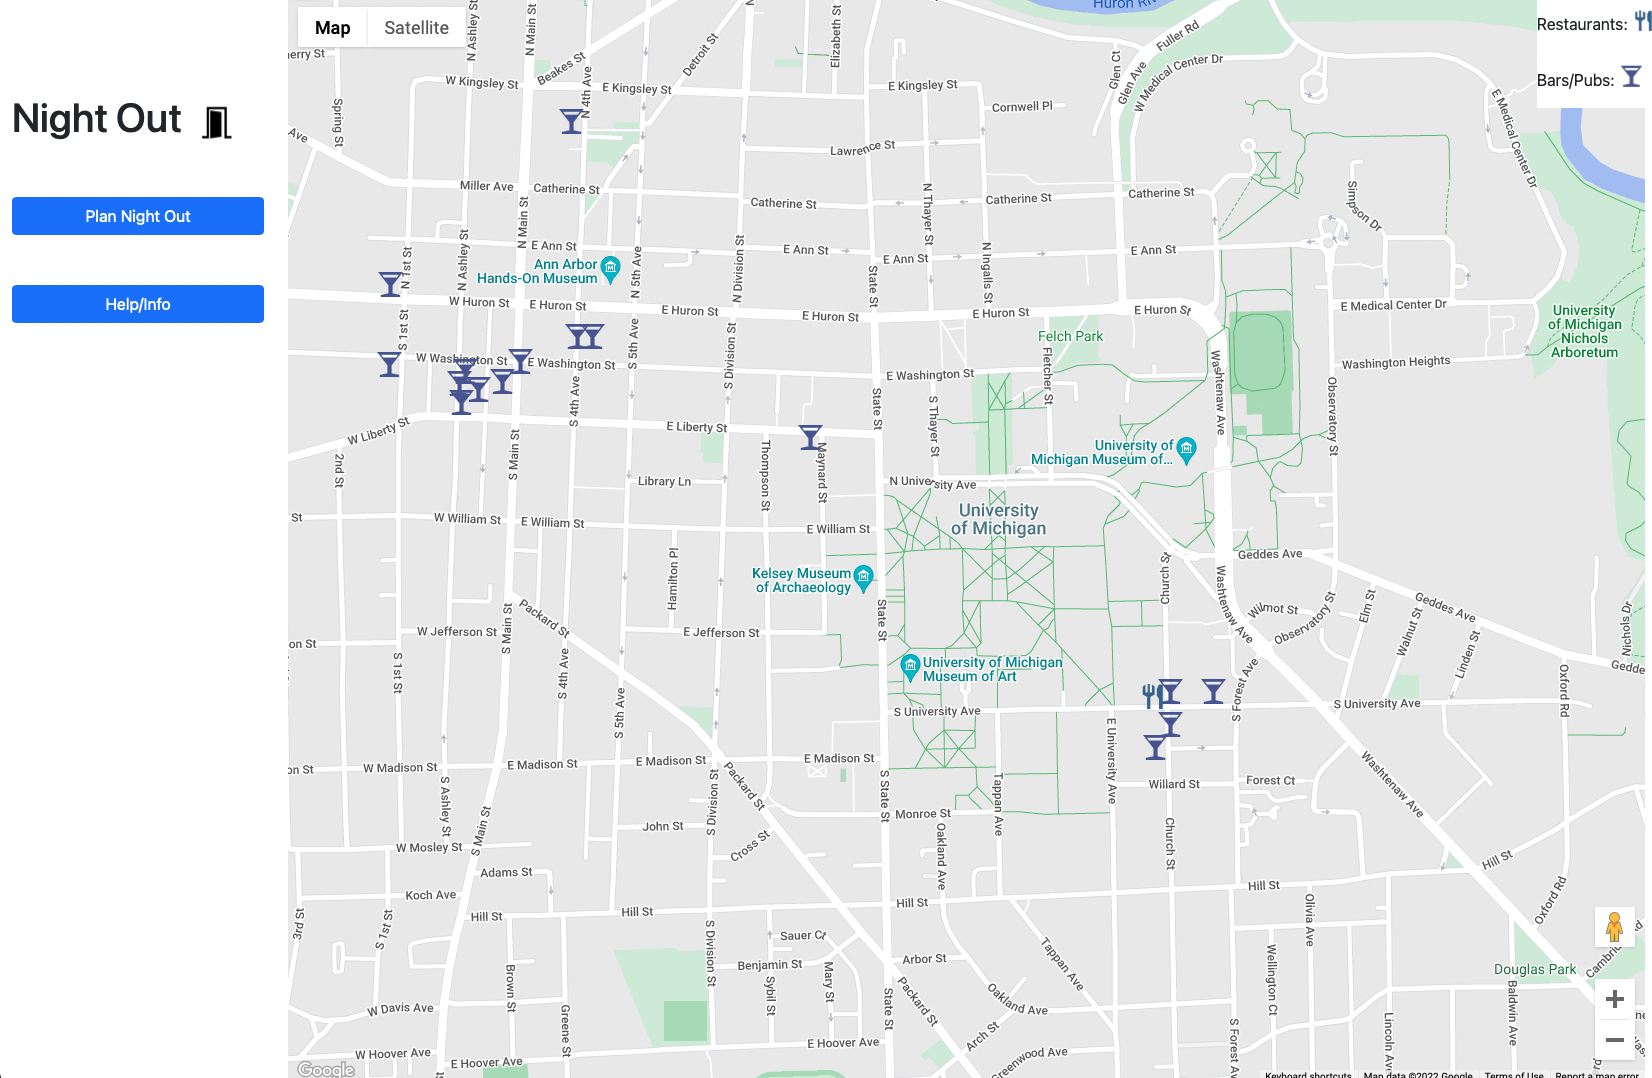 Night Out
Plan Night Out
Help/Info
Map
Satellite
Restaurants:
Bars/Pubs:
Huron Riv
N Ashley St
N Main St
Beakes St
N 4th Ave
Detroit St
Elizabeth St
Fuller Rd
Glen Ct
Glen Ave
W Medical Center Dr
E Medical Center Dr
erry St
Spring St
W Kingsley St
E Kingsley St
E Kingsley St
Cornwell Pl
Ave
Lawrence St
Miller Ave
Catherine St
Catherine St
Catherine St
Catherine St
N Thayer St
Simpson Dr
N Main St
N Ashley St
N 1st St
E Ann St
E Ann St
E Ann St
E Ann St
N 5th Ave
N Division St
State St
N Ingalls St
Ann Arbor
Hands-On Museum
W Huron St
E Huron St
E Huron St
E Huron St
E Huron St
E Huron St
E Medical Center Dr
University
of Michigan
Nichols
Arboretum
S 1st St
W Washington St
E Washington St
E Washington St
Washington Heights
S 5th Ave
S Division St
Felch Park
Fletcher St
Washtenaw Ave
Observatory St
S 4th Ave
State St
S Thayer St
W Liberty St
E Liberty St
2nd St
S Main St
Thompson St
Maynard St
University of
Michigan Museum of...
Library Ln
N University Ave
University
of Michigan
St
W William St
E William St
E William St
Geddes Ave
Hamilton Pl
Kelsey Museum
of Archaeology
Church St
Washtenaw Ave
Wilmot St
Observatory St
Elm St
Walnut St
Linden St
Geddes Ave
Nichols Dr
Packard St
S Main St
State St
W Jefferson St
E Jefferson St
on St
S 1st St
S 4th Ave
S 5th Ave
University of Michigan
Museum of Art
Gedde
Oxford Rd
S Forest Ave
S University Ave
S University Ave
E University Ave
on St
W Madison St
E Madison St
E Madison St
E Madison St
Packard St
S Division St
S State St
Tappan Ave
Willard St
Forest Ct
Washtenaw Ave
S Ashley St
S Main St
Monroe St
John St
Cross St
Oakland Ave
Church St
W Mosley St
Adams St
Hill St
Koch Ave
Hill St
Hill St
Hill St
Hill St
3rd St
S 1st St
S Division St
Sauer Ct
Olivia Ave
Oxford Rd
Benjamin St
Arbor St
Tappan Ave
Wellington Ct
Douglas Park
Cambri
Brown St
Sybil St
Mary St
Packard St
State St
Oakland Ave
Baldwin Ave
W Davis Ave
Greene St
Arch St
S Forest A
Lincoln Ave
W Hoover Ave
E Hoover Ave
E Hoover Ave
Greenwood Ave
Google
Keyboard shortcuts
Map data ©2022 Google
Terms of Use
Report a map error